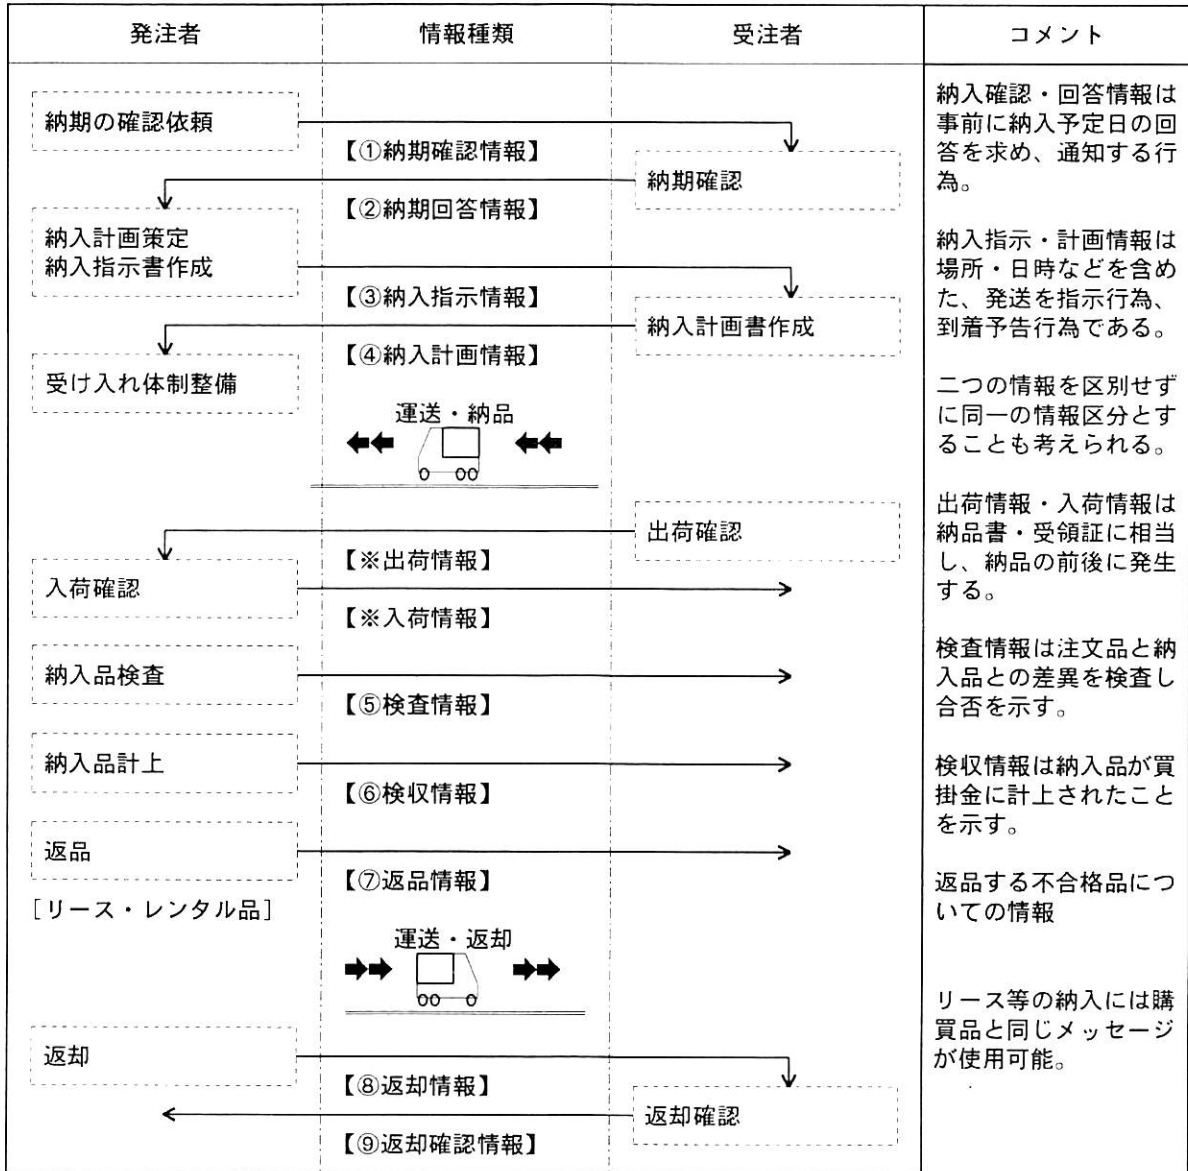 発注者
情報種類
受注者
コメント
納期の確認依頼
【①納期確認情報】
納期確認
【②納期回答情報】
納入計画策定
納入指示書作成
【③納入指示情報】
納入計画書作成
【④納入計画情報】
受け入れ体制整備
運送・納品
出荷確認
【※出荷情報】
入荷確認
【※入荷情報】
納入品検査
【⑤検査情報】
納入品計上
【⑥検収情報】
返品
【⑦返品情報】
[リース・レンタル品]
運送・返却
返却
【⑧返却情報】
返却確認
【⑨返却確認情報】
納入確認・回答情報は
事前に納入予定日の回
答を求め、通知する行
為。
納入指示・計画情報は
場所・日時などを含め
た、発送を指示行為、
到着予告行為である。
二つの情報を区別せず
に同一の情報区分とす
ることも考えられる。
出荷情報・入荷情報は
納品書・受領証に相当
し、納品の前後に発生
する。
検査情報は注文品と納
入品との差異を検査し
合否を示す。
検収情報は納入品が買
掛金に計上されたこと
を示す。
返品する不合格品につ
いての情報
リース等の納入には購
買品と同じメッセージ
が使用可能。